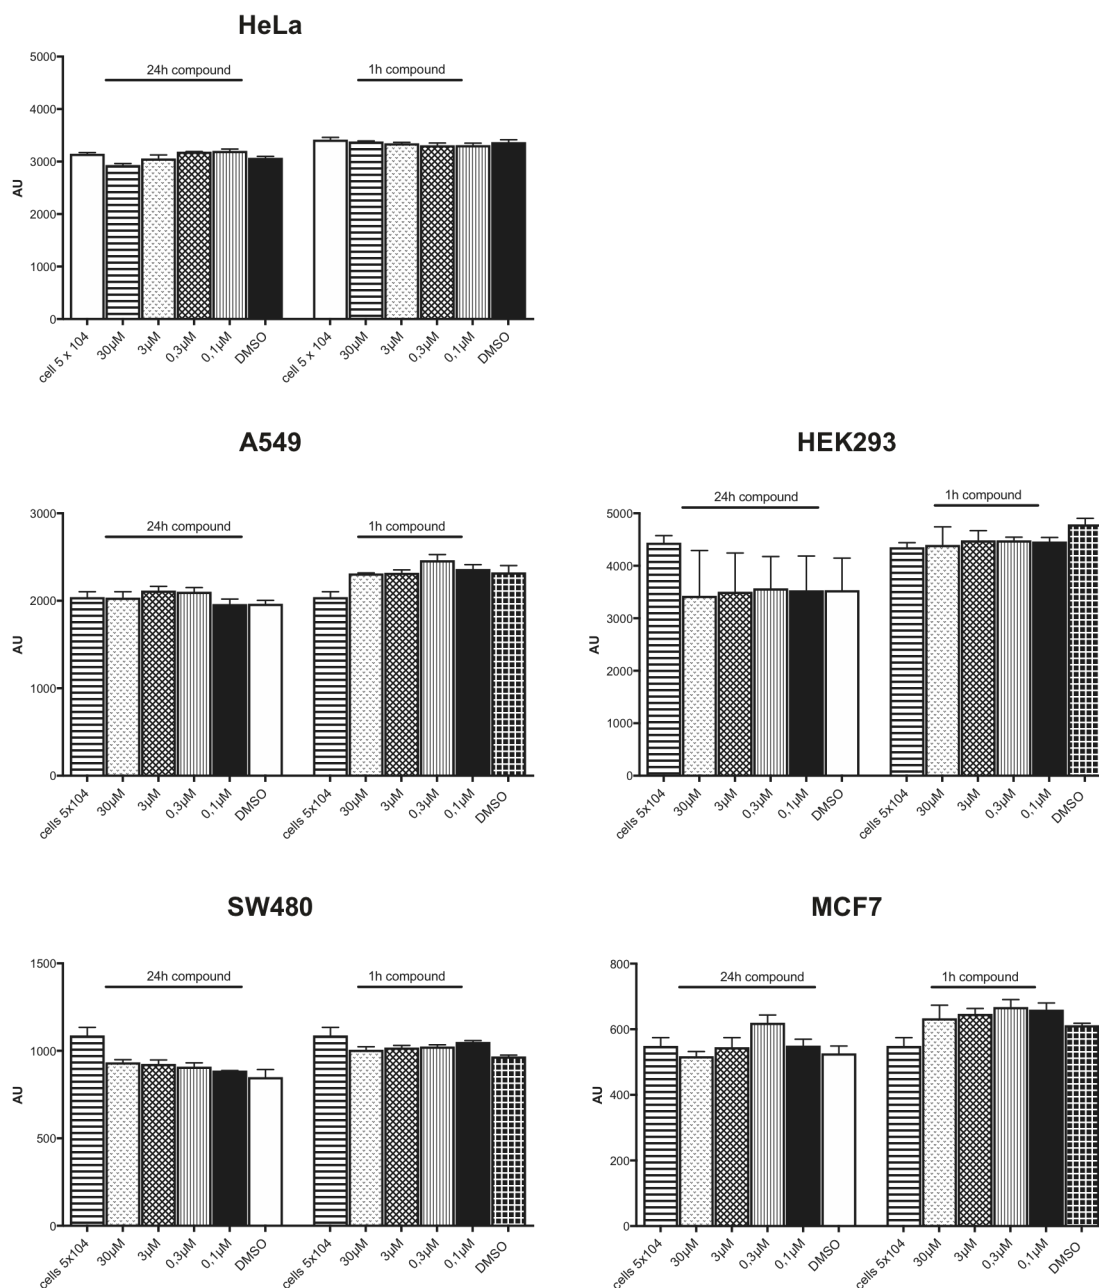 HeLa
5000
4000
3000
2000
1000
0
AU
24h compound
1h compound
cell 5 x 104
30µM
3µM
0,3µM
0,1µM
DMSO
cell 5 x 104
30µM
3µM
0,3µM
0,1µM
DMSO
A549
3000
2000
1000
0
AU
24h compound
1h compound
cells 5x104
30µM
3µM
0,3µM
0,1µM
DMSO
cells 5x104
30µM
3µM
0,3µM
0,1µM
DMSO
HEK293
5000
4000
3000
2000
1000
0
AU
24h compound
1h compound
cells 5x104
30µM
3µM
0,3µM
0,1µM
DMSO
cells 5x104
30µM
3µM
0,3µM
0,1µM
DMSO
SW480
1500
1000
500
0
AU
24h compound
1h compound
cells 5x104
30µM
3µM
0,3µM
0,1µM
DMSO
cells 5x104
30µM
3µM
0,3µM
0,1µM
DMSO
MCF7
800
600
400
200
0
AU
24h compound
1h compound
cells 5x104
30µM
3µM
0,3µM
0,1µM
DMSO
cells 5x104
30µM
3µM
0,3µM
0,1µM
DMSO